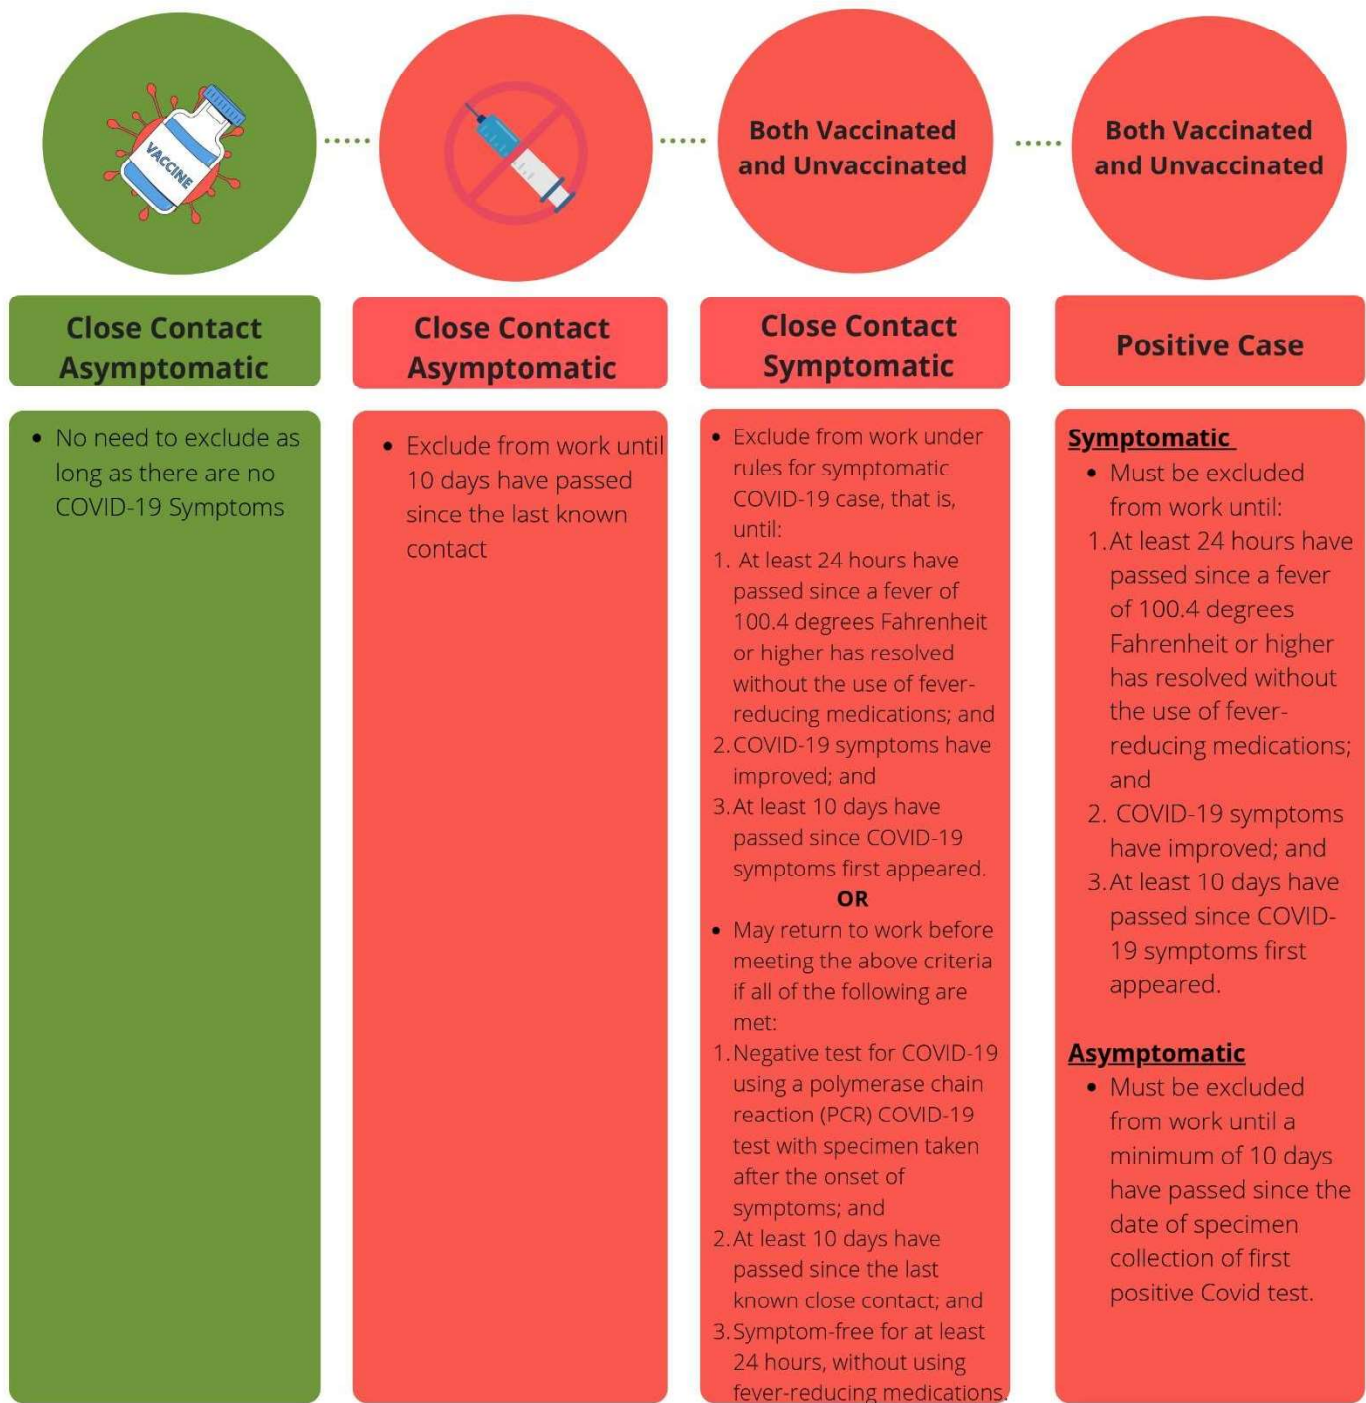 VACCINE
Both Vaccinated
and Unvaccinated
Both Vaccinated
and Unvaccinated
Close Contact
Asymptomatic
• No need to exclude as
long as there are no
COVID-19 Symptoms
Close Contact
Asymptomatic
• Exclude from work until
10 days have passed
since the last known
contact
Close Contact
Symptomatic
• Exclude from work under
rules for symptomatic
COVID-19 case, that is,
until:
1. At least 24 hours have
passed since a fever of
100.4 degrees Fahrenheit
or higher has resolved
without the use of fever-
reducing medications; and
2. COVID-19 symptoms have
improved; and
3. At least 10 days have
passed since COVID-19
symptoms first appeared.
OR
• May return to work before
meeting the above criteria
if all of the following are
met:
1. Negative test for COVID-19
using a polymerase chain
reaction (PCR) COVID-19
test with specimen taken
after the onset of
symptoms; and
2. At least 10 days have
passed since the last
known close contact; and
3. Symptom-free for at least
24 hours, without using
fever-reducing medications.
Positive Case
Symptomatic
• Must be excluded
from work until:
1. At least 24 hours have
passed since a fever
of 100.4 degrees
Fahrenheit or higher
has resolved without
the use of fever-
reducing medications;
and
2. COVID-19 symptoms
have improved; and
3. At least 10 days have
passed since COVID-
19 symptoms first
appeared.
Asymptomatic
• Must be excluded
from work until a
minimum of 10 days
have passed since the
date of specimen
collection of first
positive Covid test.